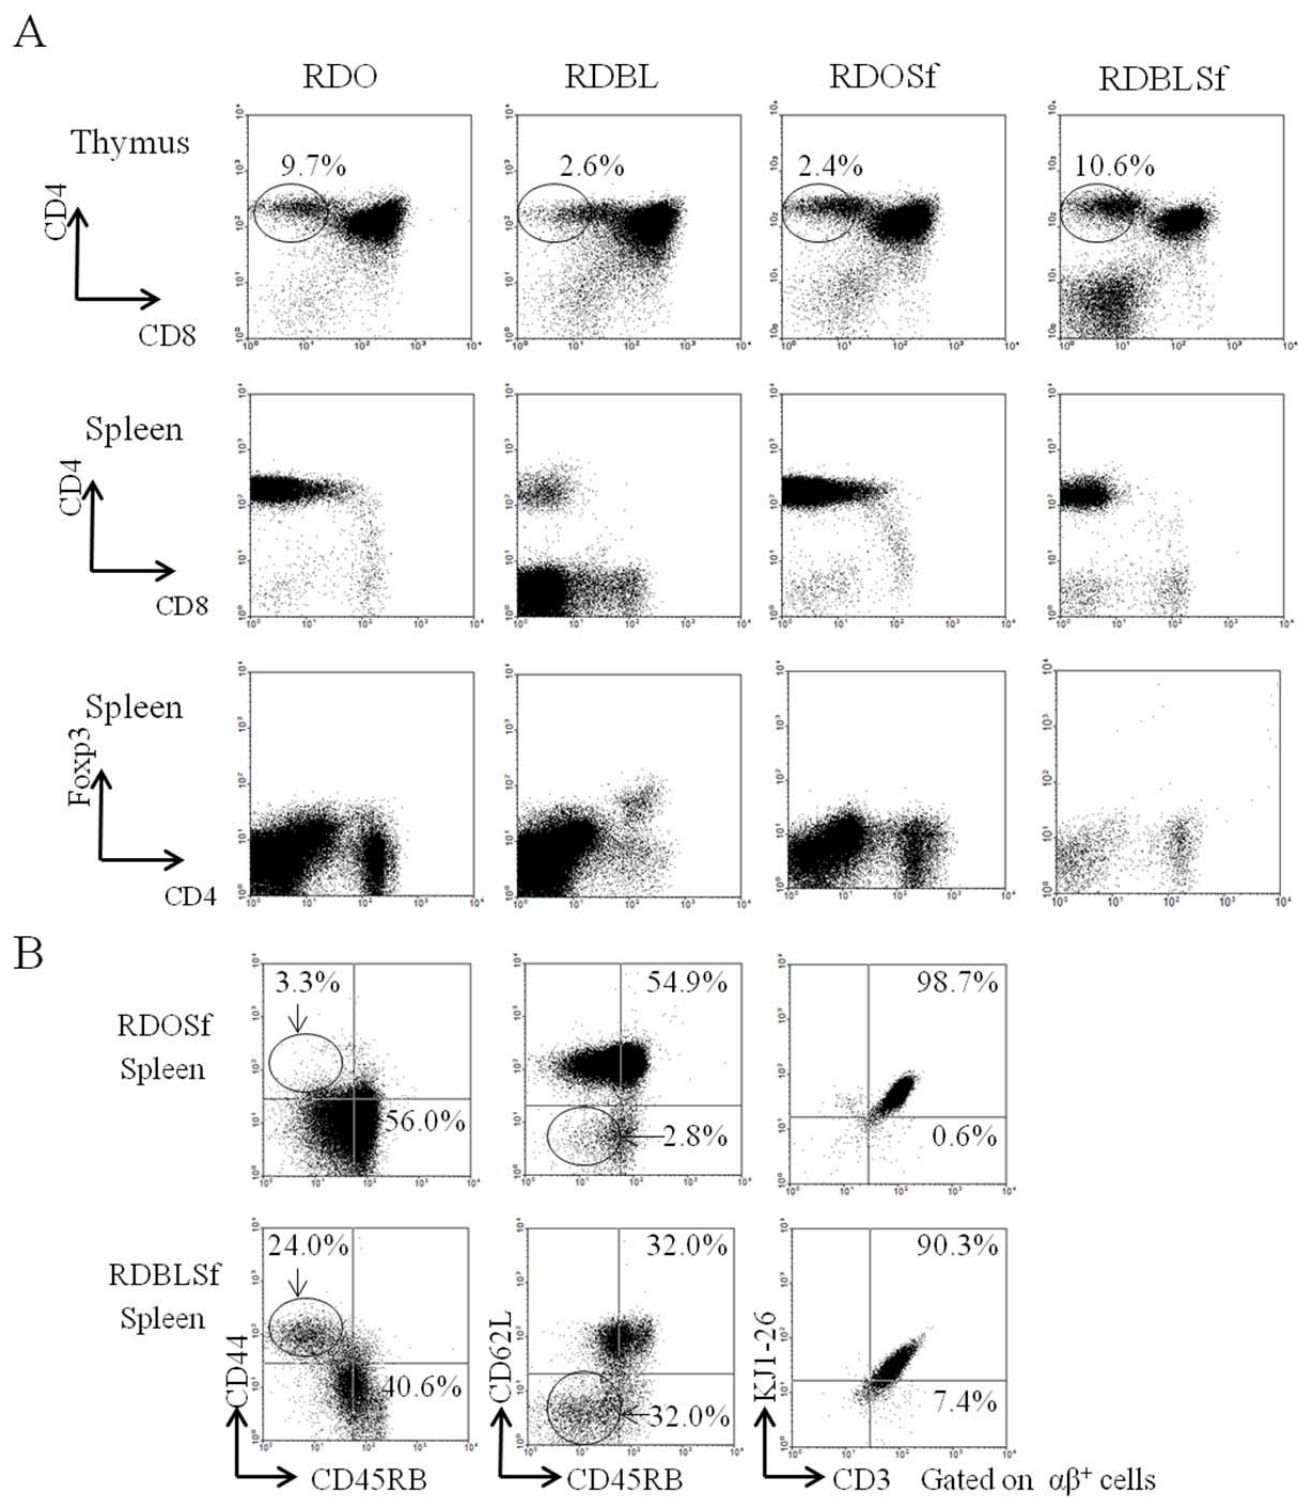 A
RDO RDBL RDOSf RDBLSf
Thymus
9.7% 2.6% 2.4% 10.6%
CD4
CD8
Spleen
CD4
CD8
Spleen
Foxp3
CD4
B
RDOSf
Spleen
3.3% 54.9% 98.7%
56.0% 2.8% 0.6%
RDBLSf
Spleen
24.0% 32.0% 90.3%
40.6% 32.0% 7.4%
CD44 CD62L KJ1-26
CD45RB CD45RB CD3 Gated on αβ⁺ cells